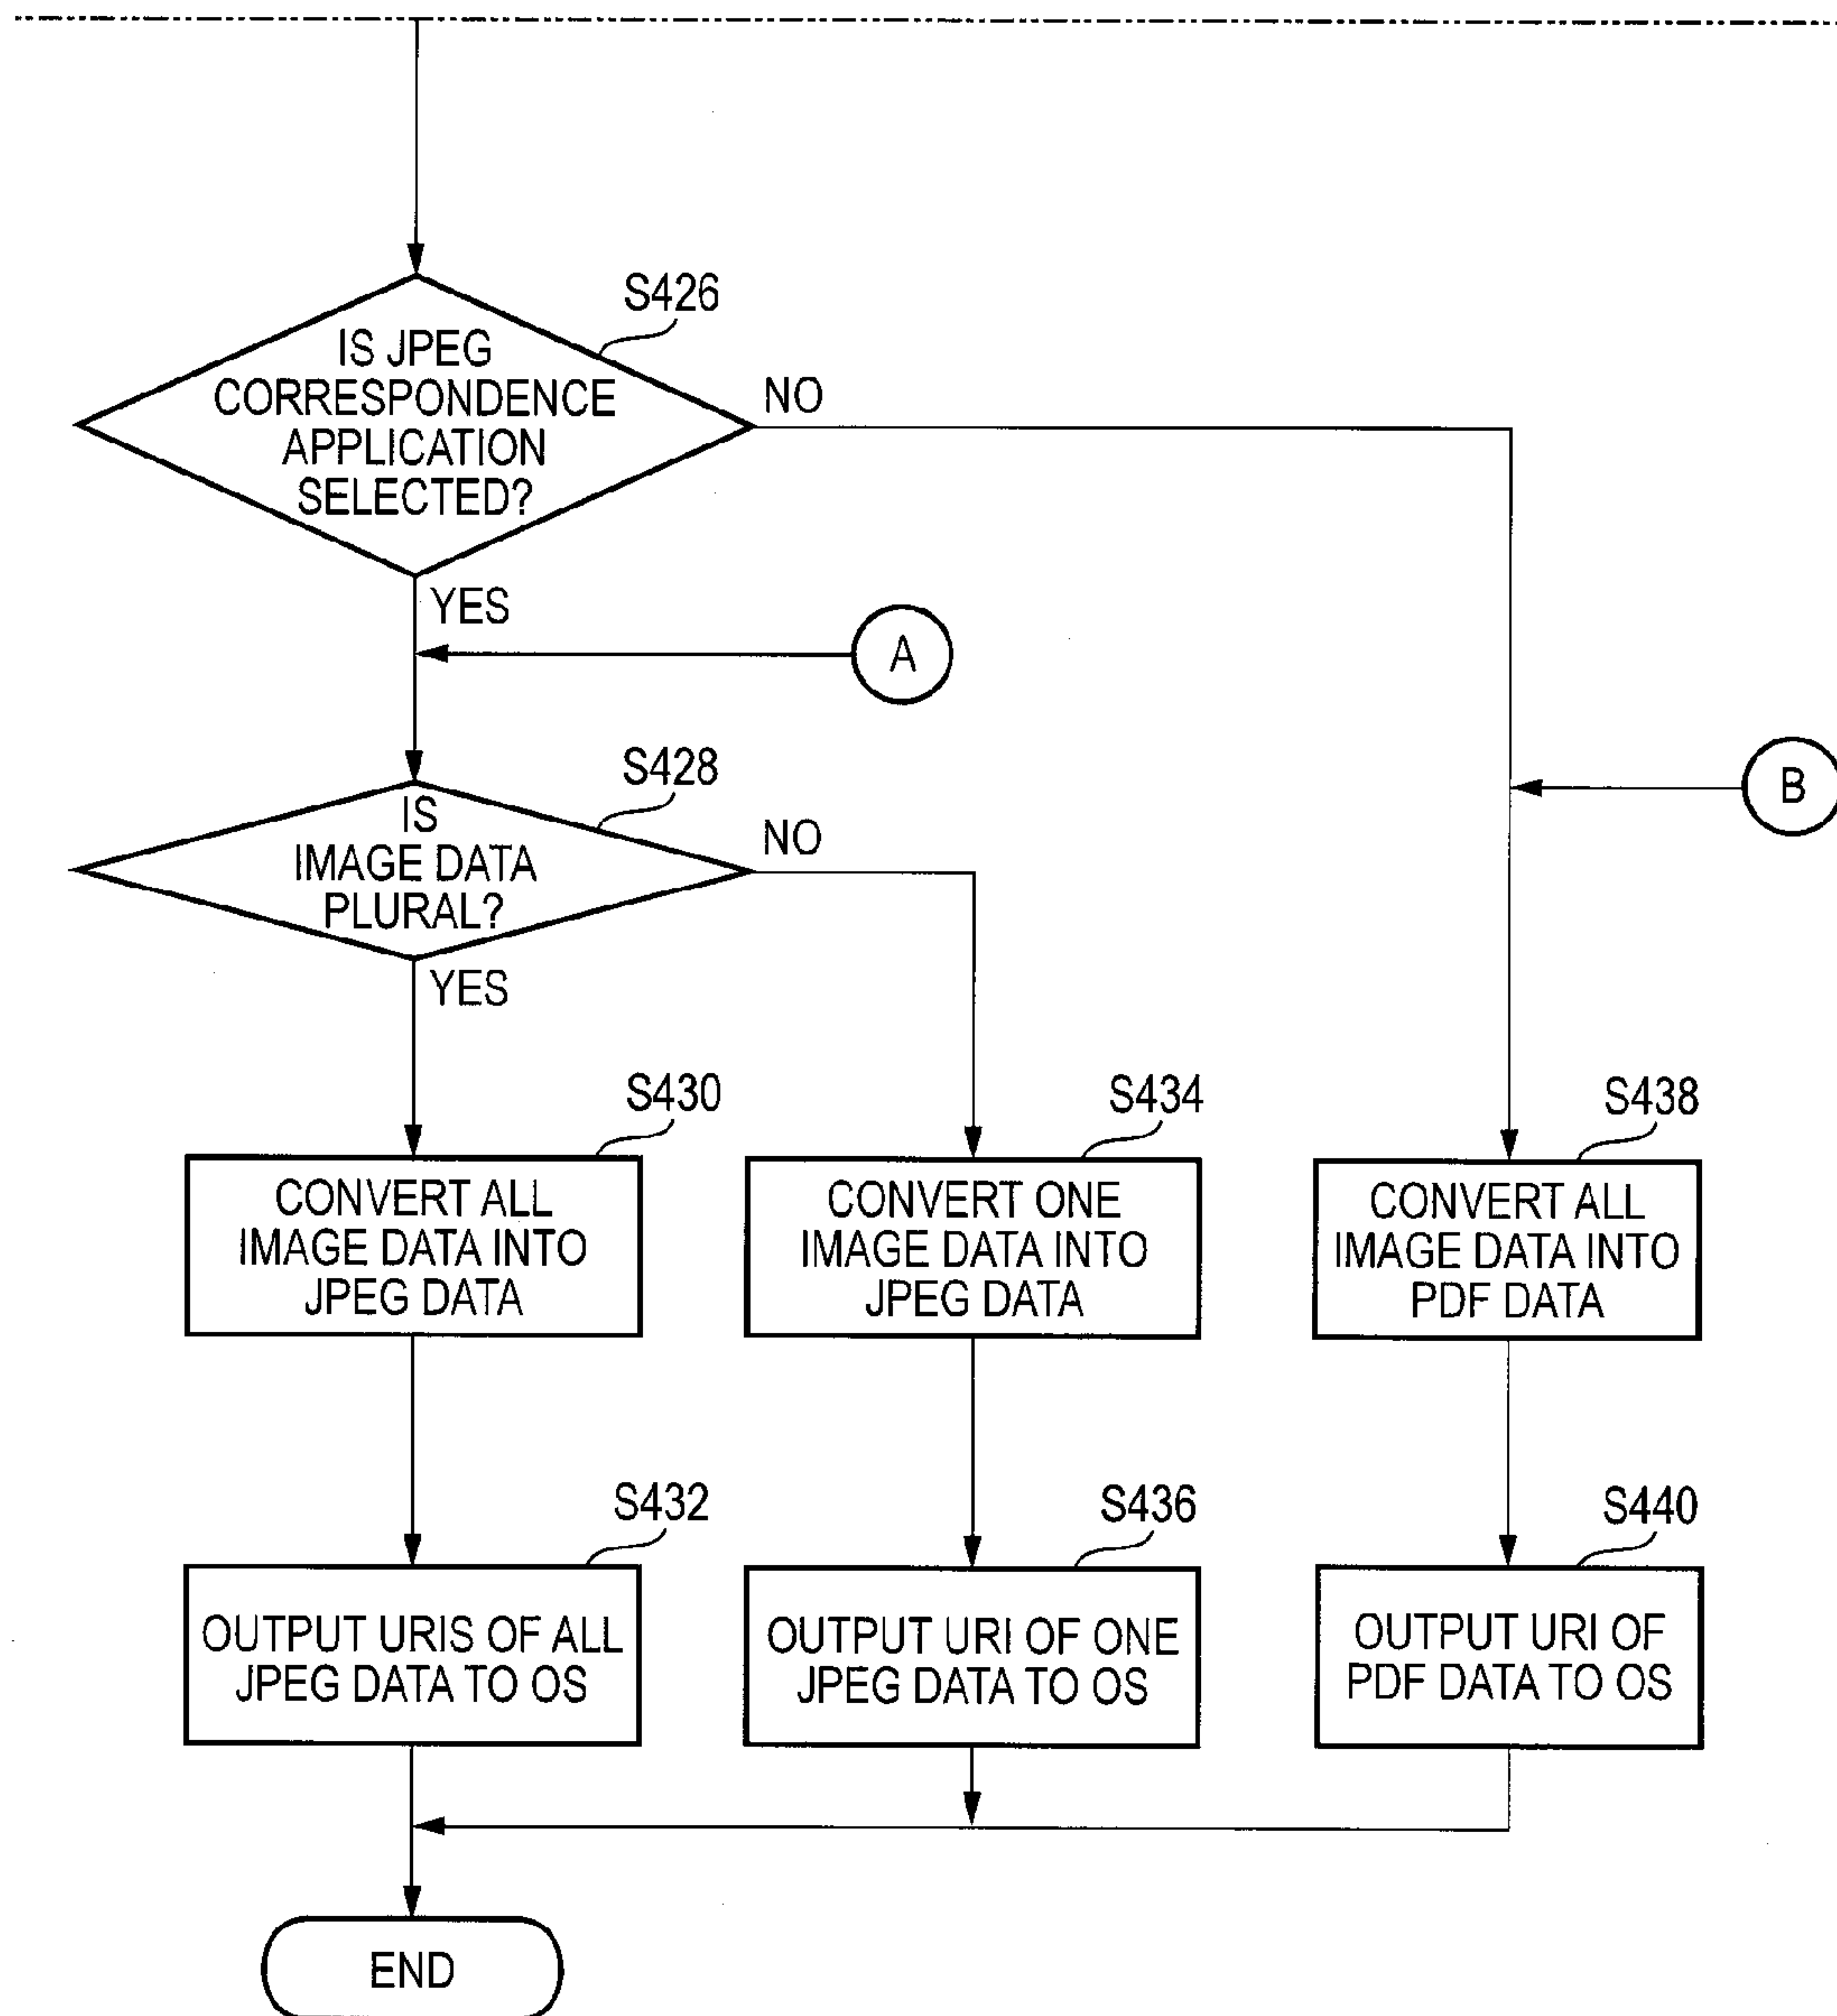 S426
IS JPEG
CORRESPONDENCE
APPLICATION
SELECTED?
NO
YES
A
S428
IS
IMAGE DATA
PLURAL?
NO
YES
B
S430
CONVERT ALL
IMAGE DATA INTO
JPEG DATA
S434
CONVERT ONE
IMAGE DATA INTO
JPEG DATA
S438
CONVERT ALL
IMAGE DATA INTO
PDF DATA
S432
OUTPUT URIS OF ALL
JPEG DATA TO OS
S436
OUTPUT URI OF ONE
JPEG DATA TO OS
S440
OUTPUT URI OF
PDF DATA TO OS
END